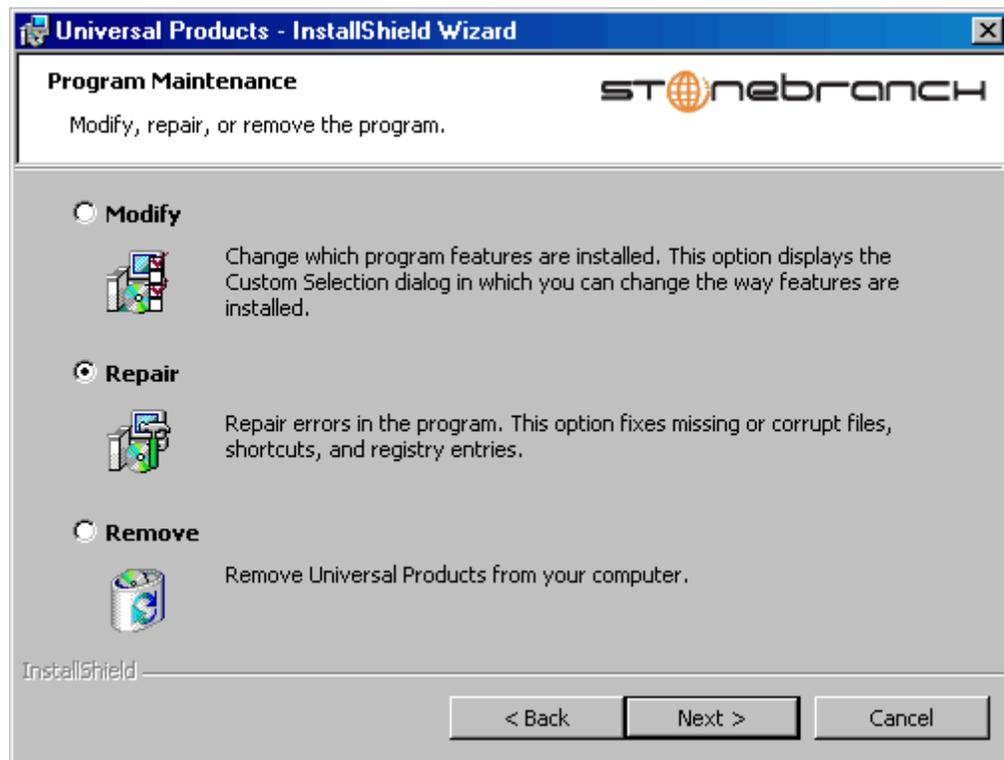 Universal Products - InstallShield Wizard
Program Maintenance
stonebranch
Modify, repair, or remove the program.
Modify
Change which program features are installed. This option displays the
Custom Selection dialog in which you can change the way features are
installed.
Repair
Repair errors in the program. This option fixes missing or corrupt files,
shortcuts, and registry entries.
Remove
Remove Universal Products from your computer.
InstallShield
< Back
Next >
Cancel